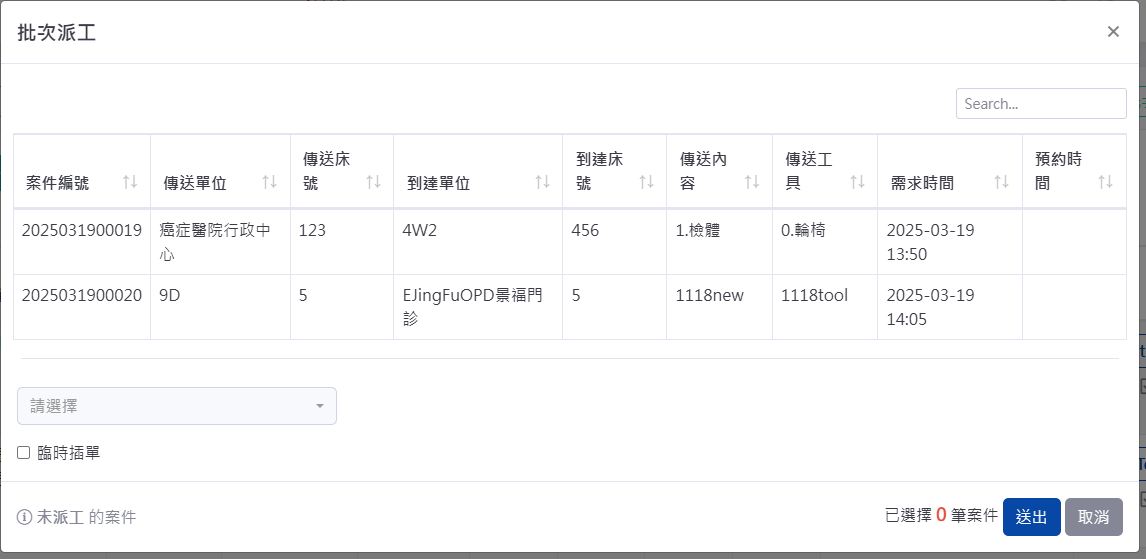 批次派工
×
Search...
案件編號 傳送單位 傳送床號 到達單位 到達床號 傳送內容 傳送工具 需求時間 預約時間
2025031900019 癌症醫院行政中心 123 4W2 456 1.檢體 0.輪椅 2025-03-19 13:50
2025031900020 9D 5 EJingFuOPD景福門診 5 1118new 1118tool 2025-03-19 14:05
請選擇
臨時插單
未派工 的案件
已選擇 0 筆案件 送出 取消